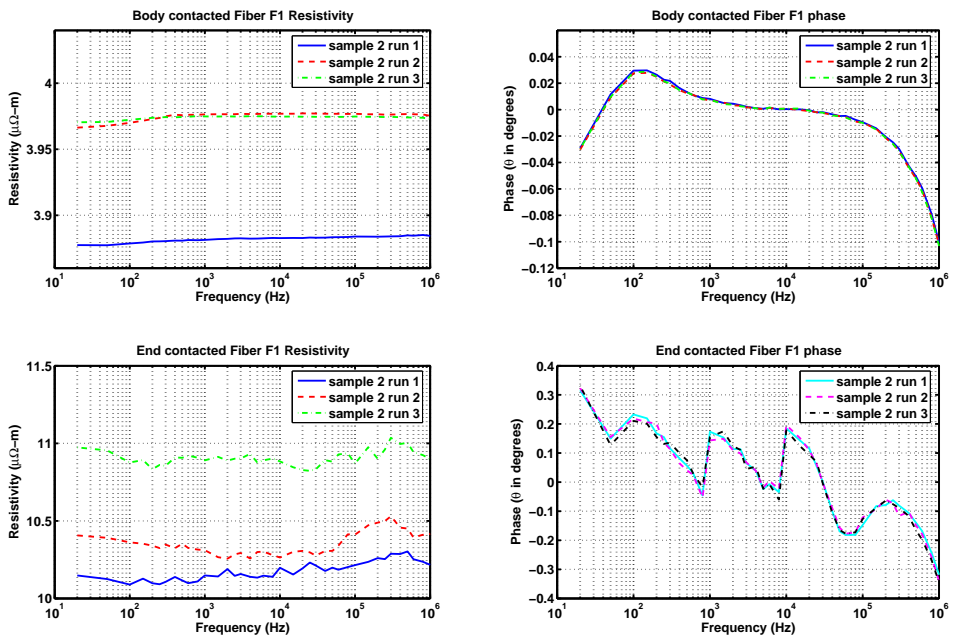 Body contacted Fiber F1 Resistivity
Resistivity (μΩ−m)
4
3.95
3.9
sample 2 run 1
sample 2 run 2
sample 2 run 3
10^1 10^2 10^3 10^4 10^5 10^6
Frequency (Hz)
Body contacted Fiber F1 phase
Phase (θ in degrees)
0.04
0.02
0
−0.02
−0.04
−0.06
−0.08
−0.1
−0.12
sample 2 run 1
sample 2 run 2
sample 2 run 3
10^1 10^2 10^3 10^4 10^5 10^6
Frequency (Hz)
End contacted Fiber F1 Resistivity
Resistivity (μΩ−m)
11.5
11
10.5
10
sample 2 run 1
sample 2 run 2
sample 2 run 3
10^1 10^2 10^3 10^4 10^5 10^6
Frequency (Hz)
End contacted Fiber F1 phase
Phase (θ in degrees)
0.4
0.3
0.2
0.1
0
−0.1
−0.2
−0.3
−0.4
sample 2 run 1
sample 2 run 2
sample 2 run 3
10^1 10^2 10^3 10^4 10^5 10^6
Frequency (Hz)